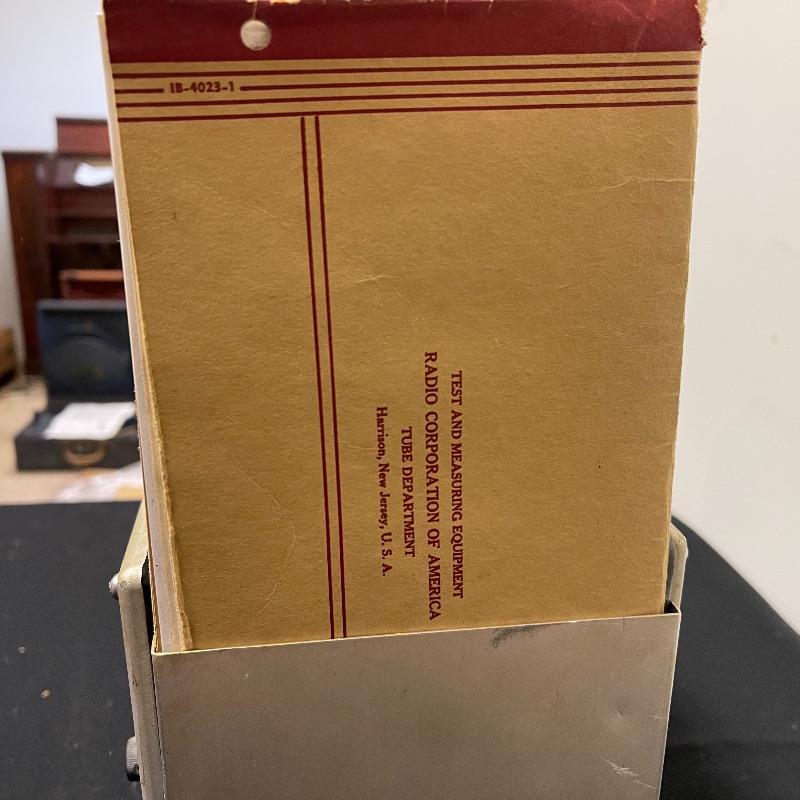 IB-4023-1
TEST AND MEASURING EQUIPMENT
RADIO CORPORATION OF AMERICA
TUBE DEPARTMENT
Harrison, New Jersey, U. S. A.